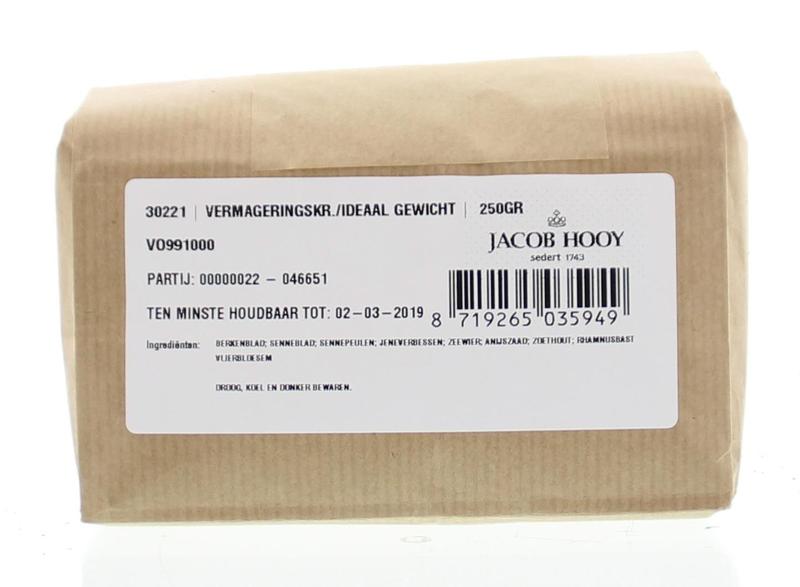 30221 | VERMAGERINGSKR./IDEAAL GEWICHT | 250GR
VO991000
JACOB HOOY
sedert 1743
PARTIJ: 00000022 – 046651
TEN MINSTE HOUDBAAR TOT: 02-03-2019
8 719265 035949
Ingrediënten: BERKENBLAD; SENNEBLAD; SENNEPEULEN; JENEVERBESSEN; ZEEWIER; ANIJSZAAD; ZOETHOUT; RHAMNUSBAST
VLIERBLOESEM
DROOG, KOEL EN DONKER BEWAREN.